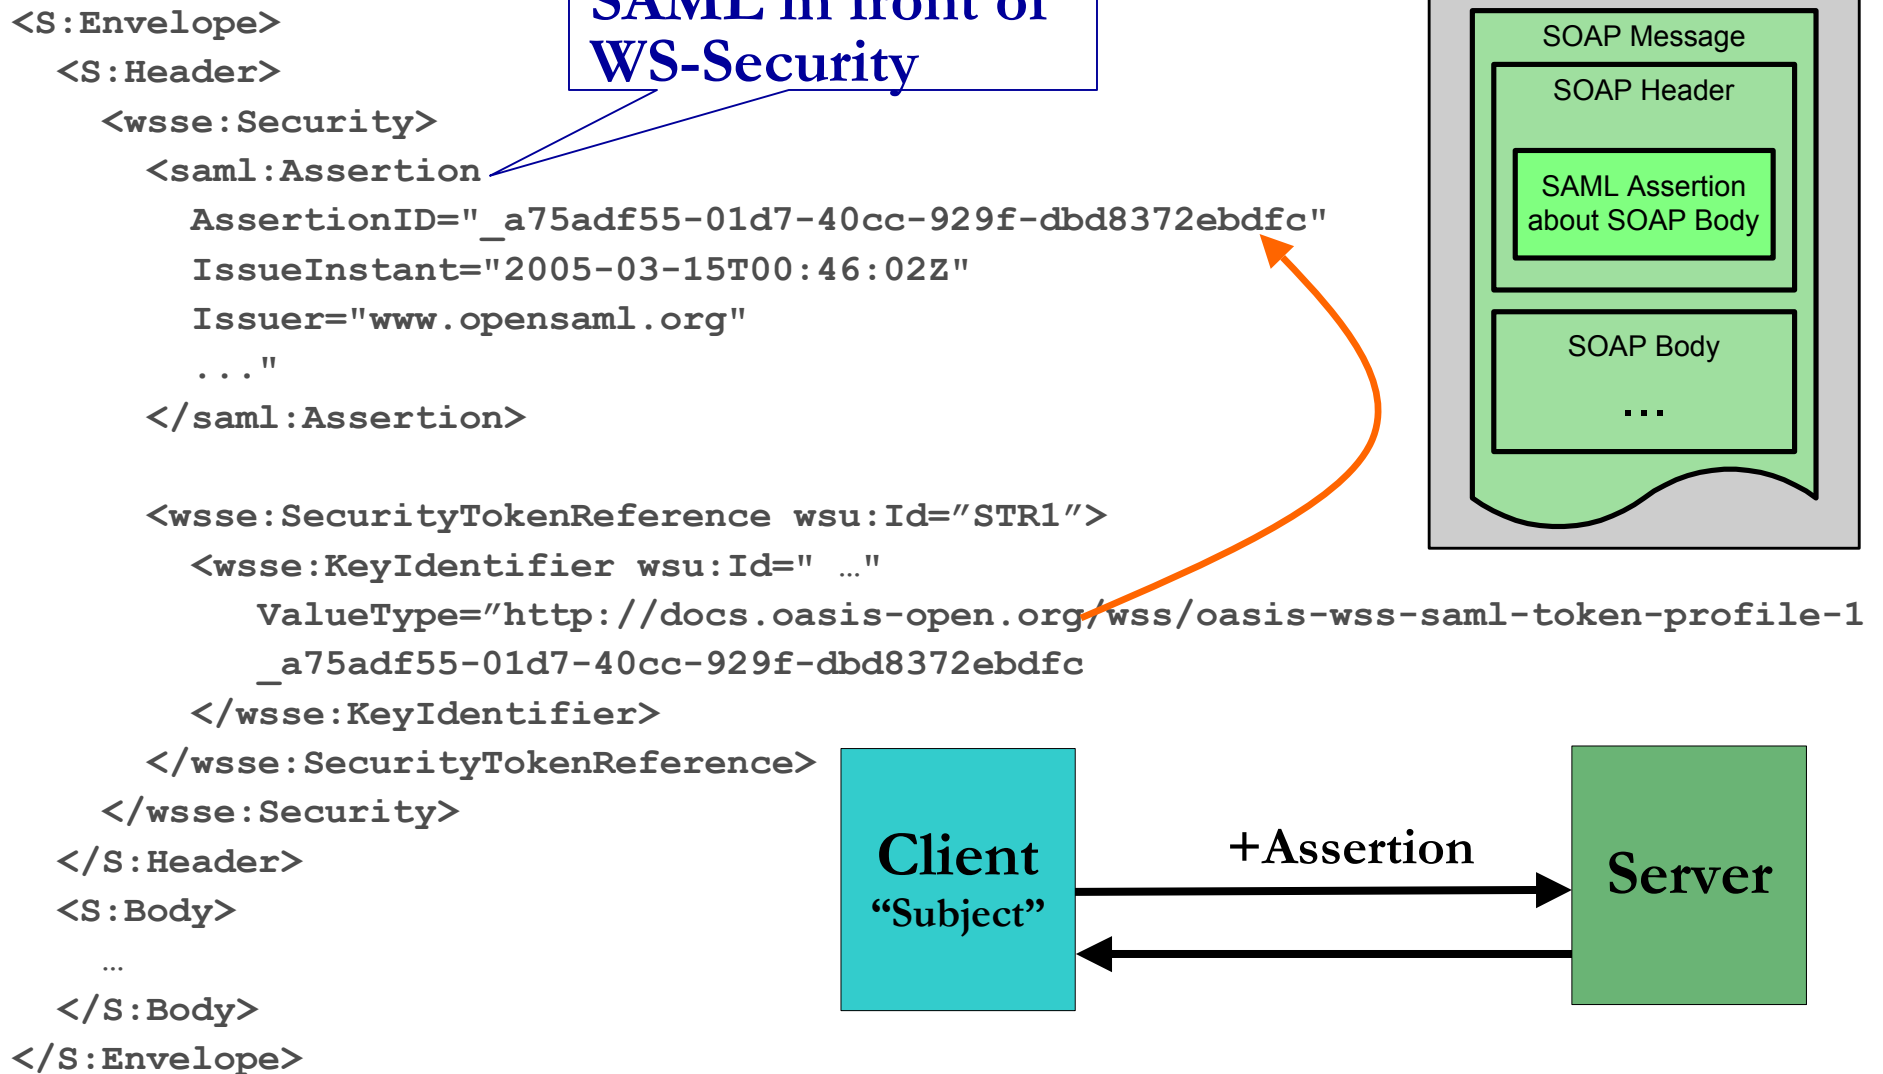 <S:Envelope>
<S:Header>
<wsse:Security>
<saml:Assertion
AssertionID="_a75adf55-01d7-40cc-929f-dbd8372ebdfc"
IssueInstant="2005-03-15T00:46:02Z"
Issuer="www.opensaml.org"
..."
</saml:Assertion>
<wsse:SecurityTokenReference wsu:Id=”STR1”>
<wsse:KeyIdentifier wsu:Id=" …"
ValueType=”http://docs.oasis-open.org/wss/oasis-wss-saml-token-profile-1
_a75adf55-01d7-40cc-929f-dbd8372ebdfc
</wsse:KeyIdentifier>
</wsse:SecurityTokenReference>
</wsse:Security>
</S:Header>
<S:Body>
…
</S:Body>
</S:Envelope>
SAML in front of
WS-Security
SOAP Message
SOAP Header
SAML Assertion
about SOAP Body
SOAP Body
...
Client
“Subject”
+Assertion
Server